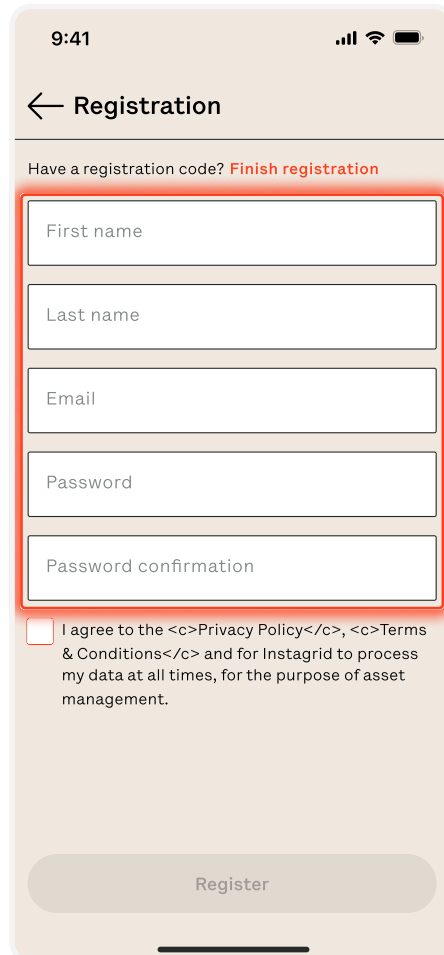 9:41
Registration
Have a registration code? Finish registration
First name
Last name
Email
Password
Password confirmation
I agree to the <c>Privacy Policy</c>, <c>Terms
& Conditions</c> and for Instagrid to process
my data at all times, for the purpose of asset
management.
Register